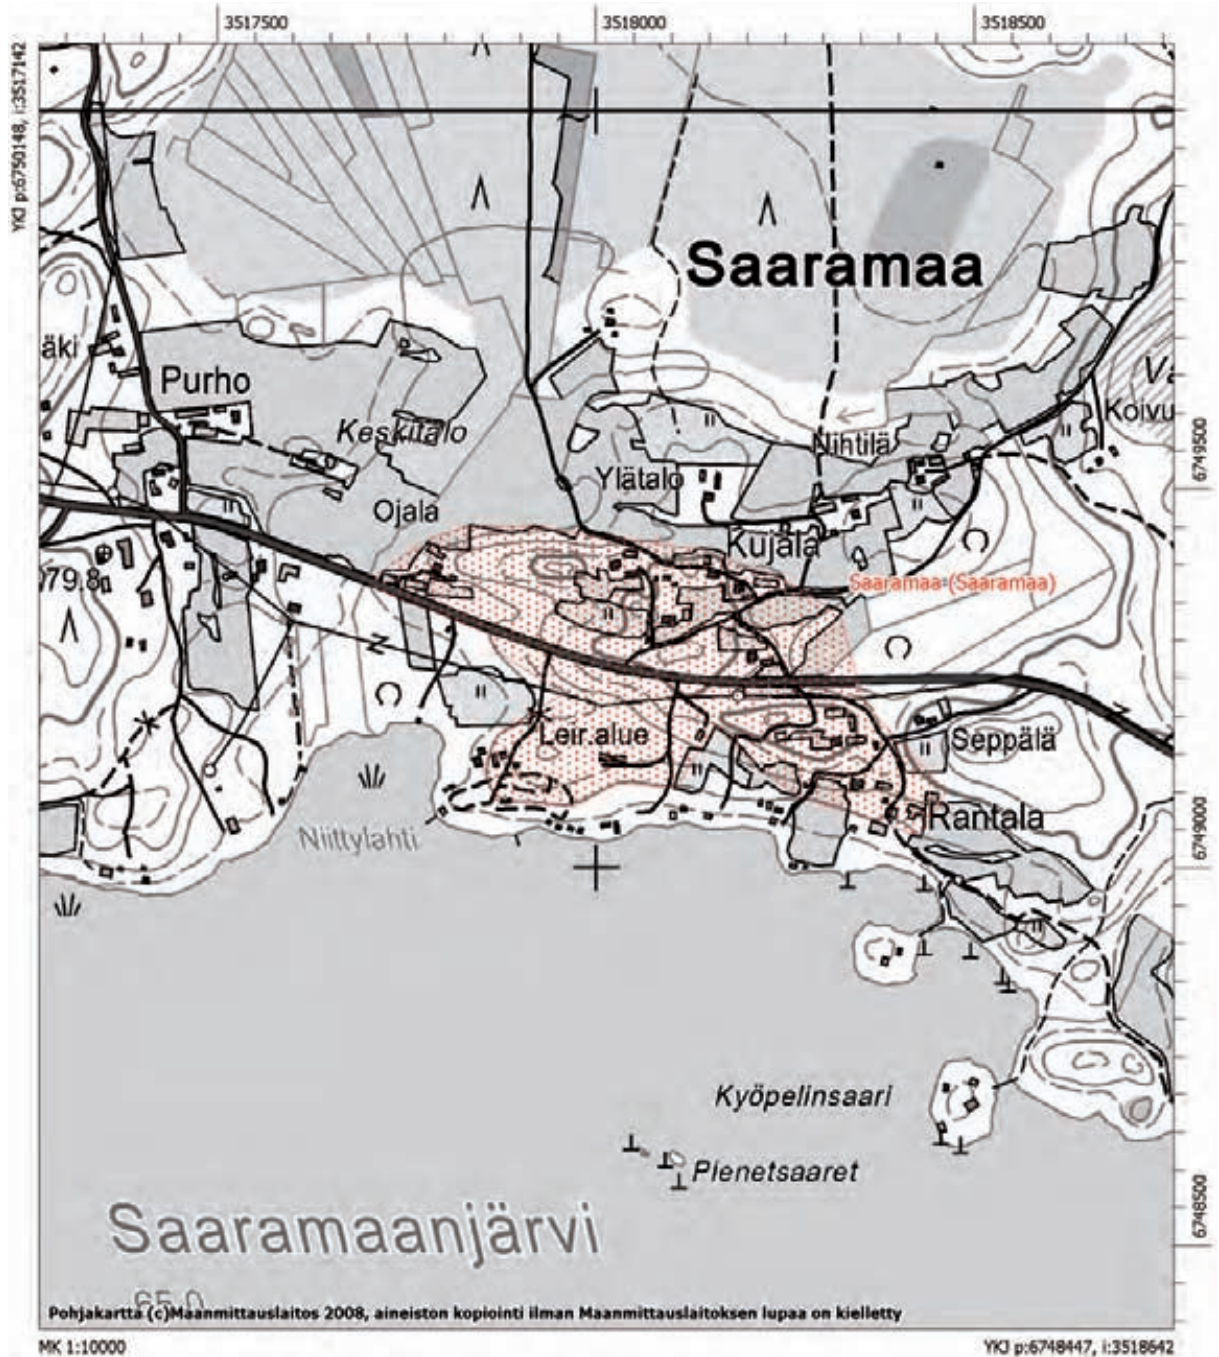 3517500
3518000
3518500
YKJ p:6750148, i:3517142
Saaramaa
äki
Purho
Keskitalo
Ojala
Ylätalo
Nihtilä
Koivu
6749500
Kujala
Saaramaa (Saaramaa)
79.8
Leir.alue
Seppälä
Rantala
6749000
Niittylahti
Kyöpelinsaari
Pienetsaaret
6748500
Saaramaanjärvi
65.0
Pohjakartta (c)Maanmittauslaitos 2008, aineiston kopiointi ilman Maanmittauslaitoksen lupaa on kielletty
MK 1:10000
YKJ p:6748447, i:3518642